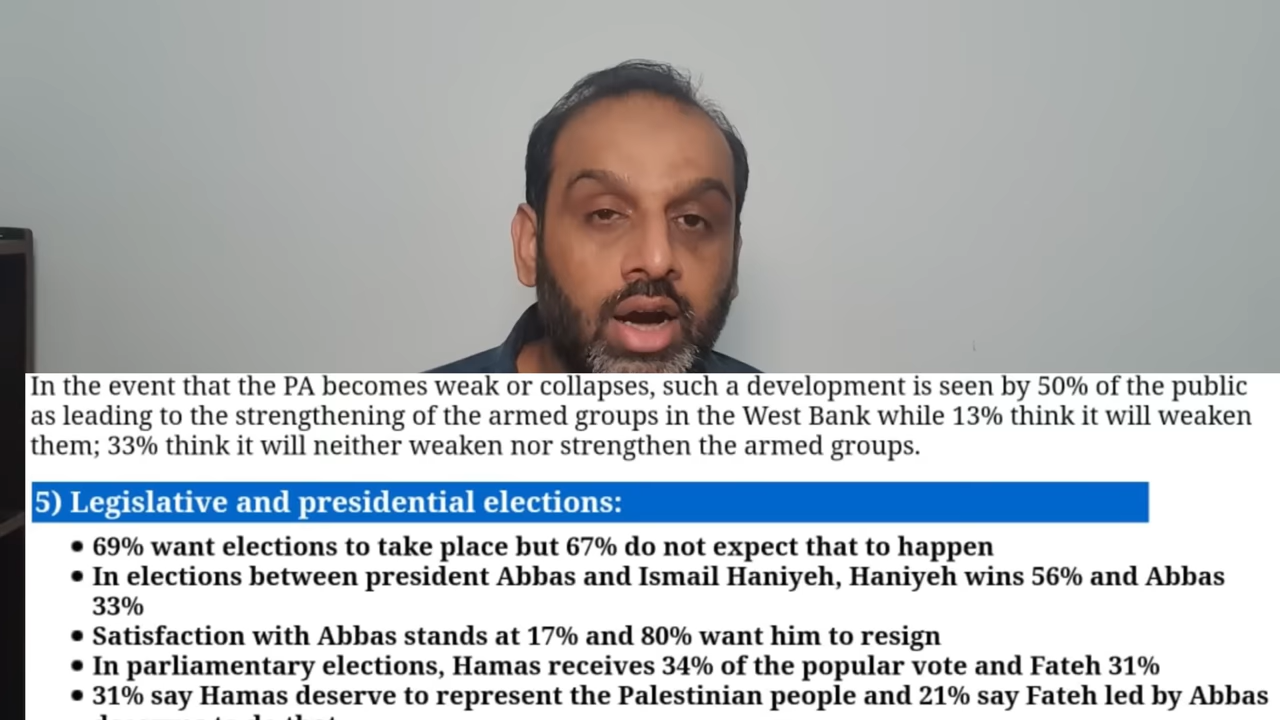 In the event that the PA becomes weak or collapses, such a development is seen by 50% of the public
as leading to the strengthening of the armed groups in the West Bank while 13% think it will weaken
them; 33% think it will neither weaken nor strengthen the armed groups.
5) Legislative and presidential elections:
• 69% want elections to take place but 67% do not expect that to happen
• In elections between president Abbas and Ismail Haniyeh, Haniyeh wins 56% and Abbas
33%
• Satisfaction with Abbas stands at 17% and 80% want him to resign
• In parliamentary elections, Hamas receives 34% of the popular vote and Fateh 31%
• 31% say Hamas deserve to represent the Palestinian people and 21% say Fateh led by Abbas